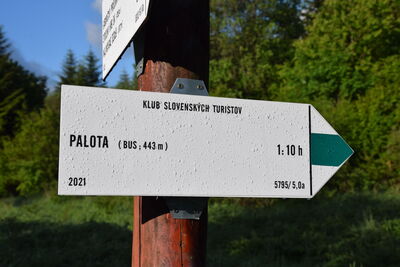 KLUB SLOVENSKÝCH TURISTOV
PALOTA (BUS; 443 m) 1:10 h
2021 5795/5,0a